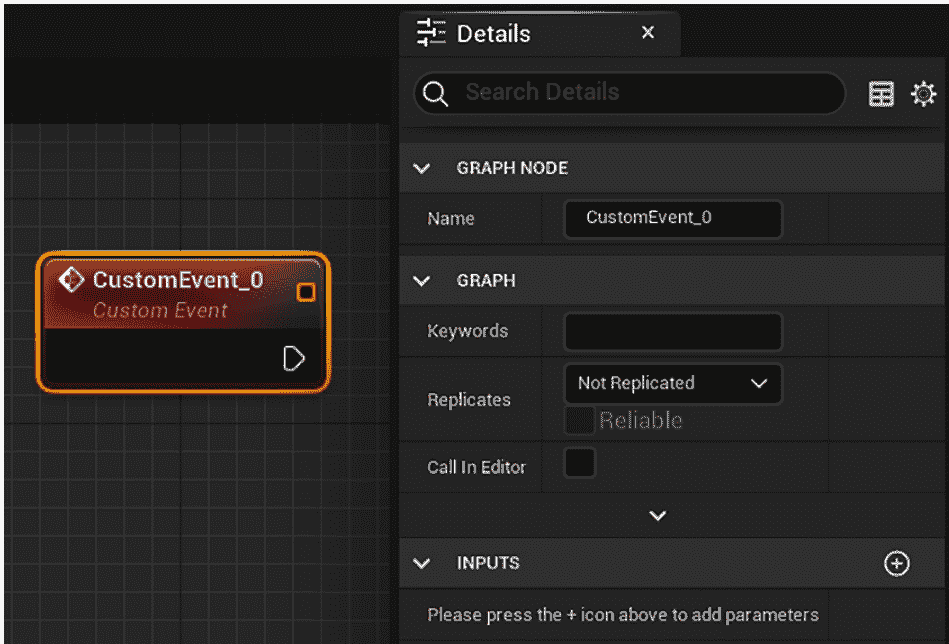 Details
Search Details
GRAPH NODE
Name
CustomEvent_0
GRAPH
CustomEvent_0
Custom Event
Keywords
Replicates
Not Replicated
Reliable
Call In Editor
INPUTS
Please press the + icon above to add parameters